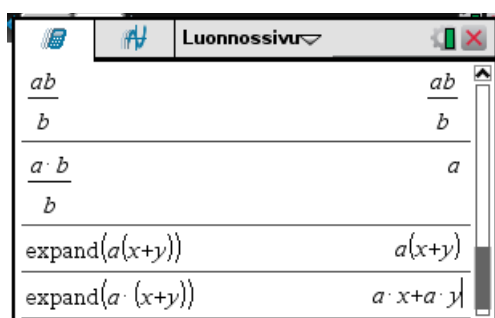 Luonnossivu
ab/b ab/b
a·b/b a
expand(a(x+y)) a(x+y)
expand(a·(x+y)) a·x+a·y